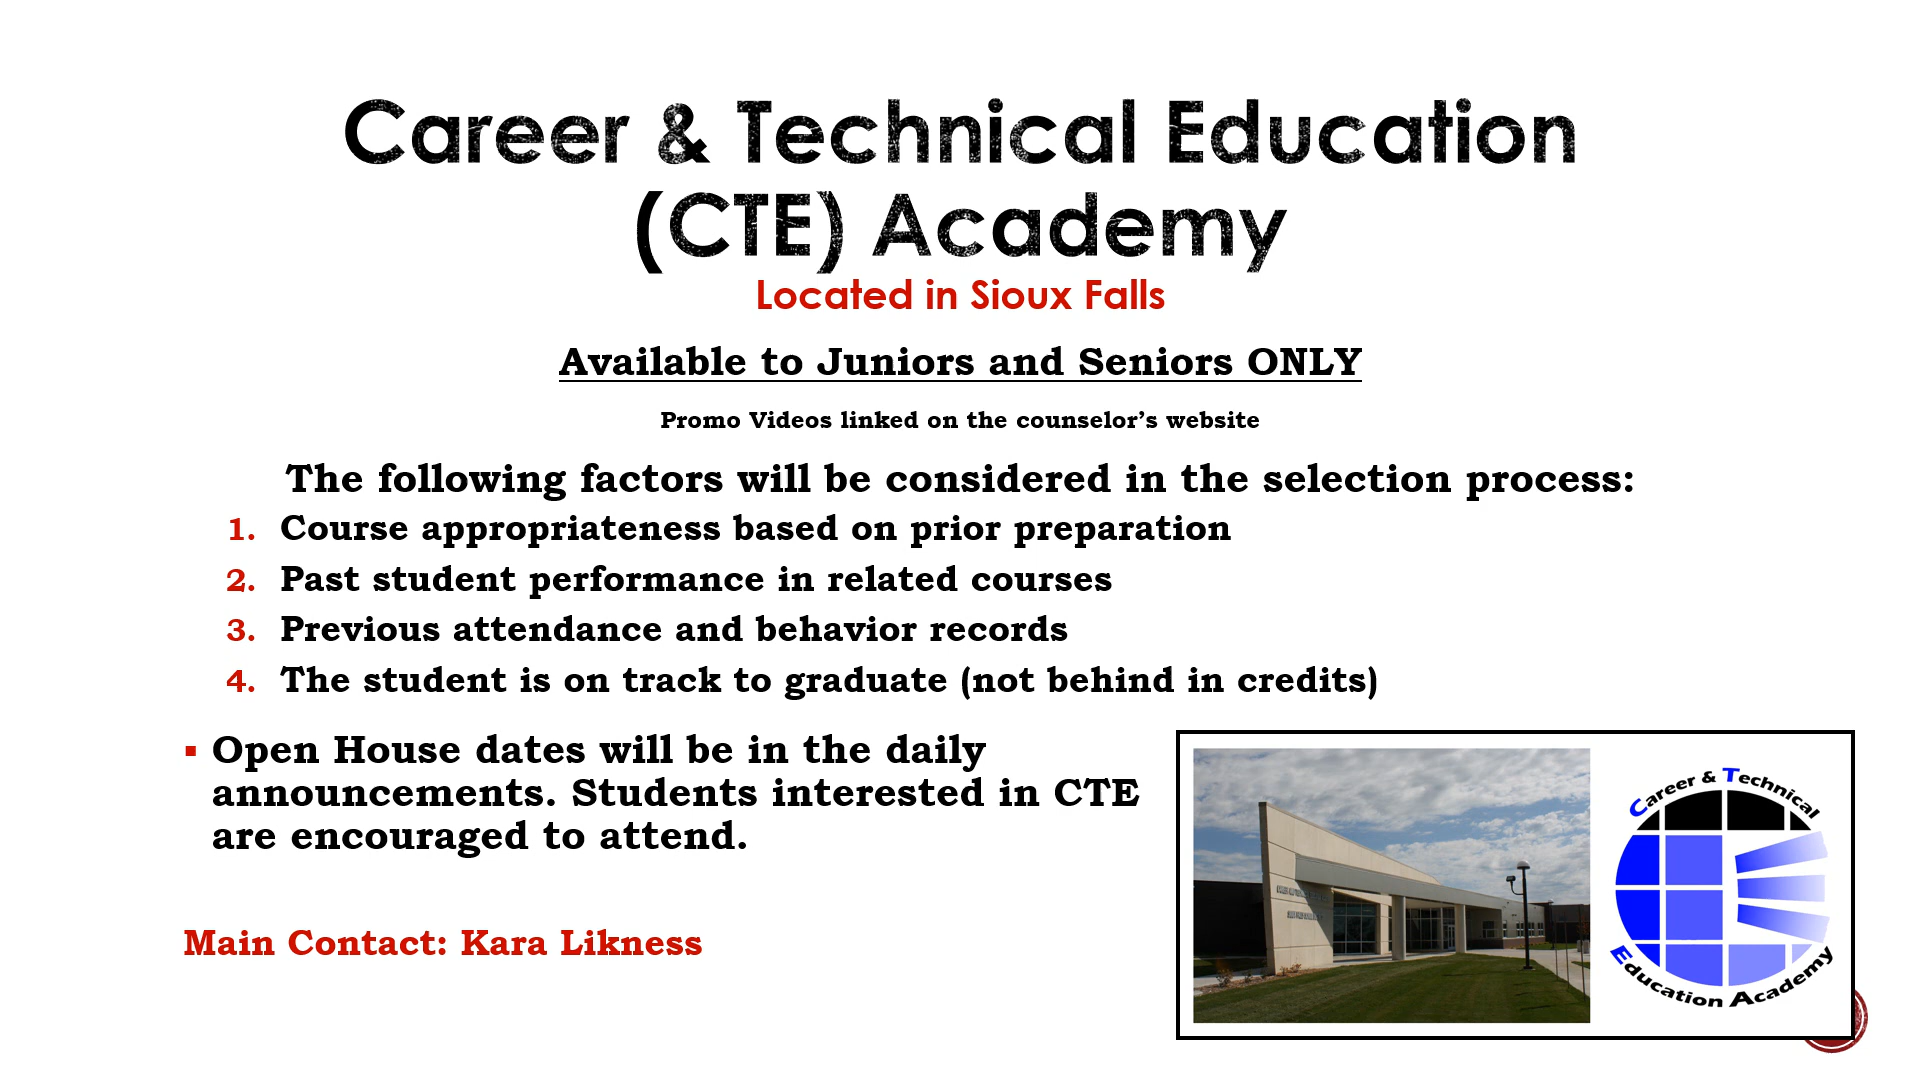 Career & Technical Education
(CTE) Academy
Located in Sioux Falls
Available to Juniors and Seniors ONLY
Promo Videos linked on the counselor’s website
The following factors will be considered in the selection process:
1. Course appropriateness based on prior preparation
2. Past student performance in related courses
3. Previous attendance and behavior records
4. The student is on track to graduate (not behind in credits)
▪ Open House dates will be in the daily
announcements. Students interested in CTE
are encouraged to attend.
Main Contact: Kara Likness
Career & Technical
Education Academy